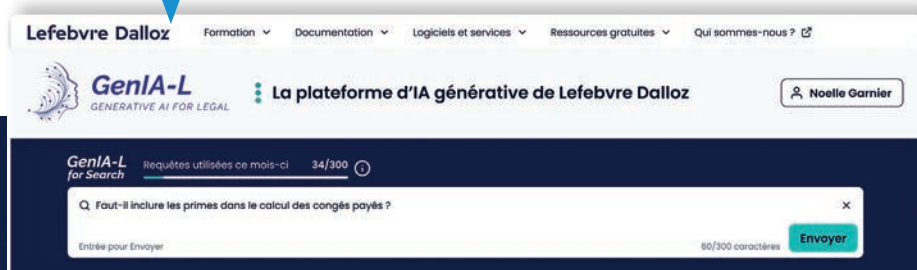 Lefebvre Dalloz
Formation Documentation Logiciels et services Ressources gratuites Qui sommes-nous ?
GenIA-L
GENERATIVE AI FOR LEGAL
La plateforme d'IA générative de Lefebvre Dalloz
Noelle Garnier
GenIA-L
for Search
Requêtes utilisées ce mois-ci 34/300
Faut-il inclure les primes dans le calcul des congés payés ?
Entrée pour Envoyer
60/300 caractères
Envoyer